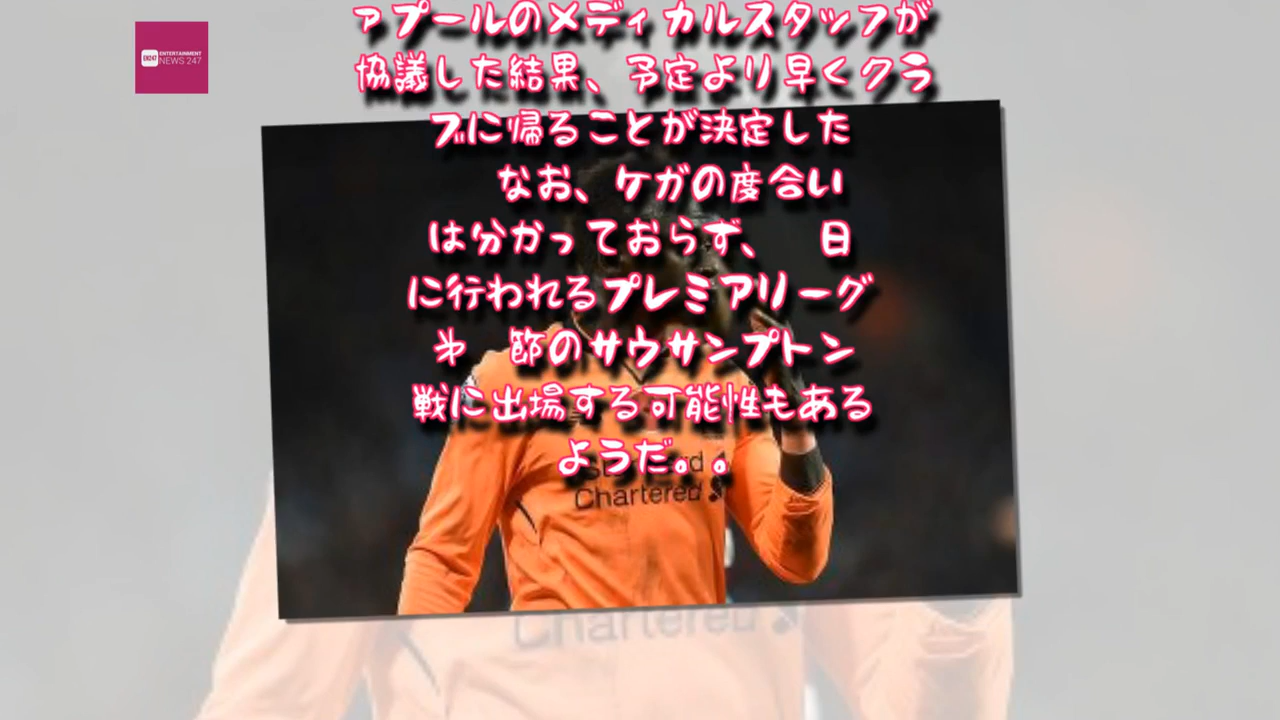 EN247 ENTERTAINMENT
NEWS 247
ァプールのメディカルスタッフが
協議した結果、予定より早くクラ
ブに帰ることが決定した
なお、ケガの度合い
は分かっておらず、 日
に行われるプレミアリーグ
や 節のサウサンプトン
戦に出場する可能性もある
ようだ。。
Chartered
Chartered